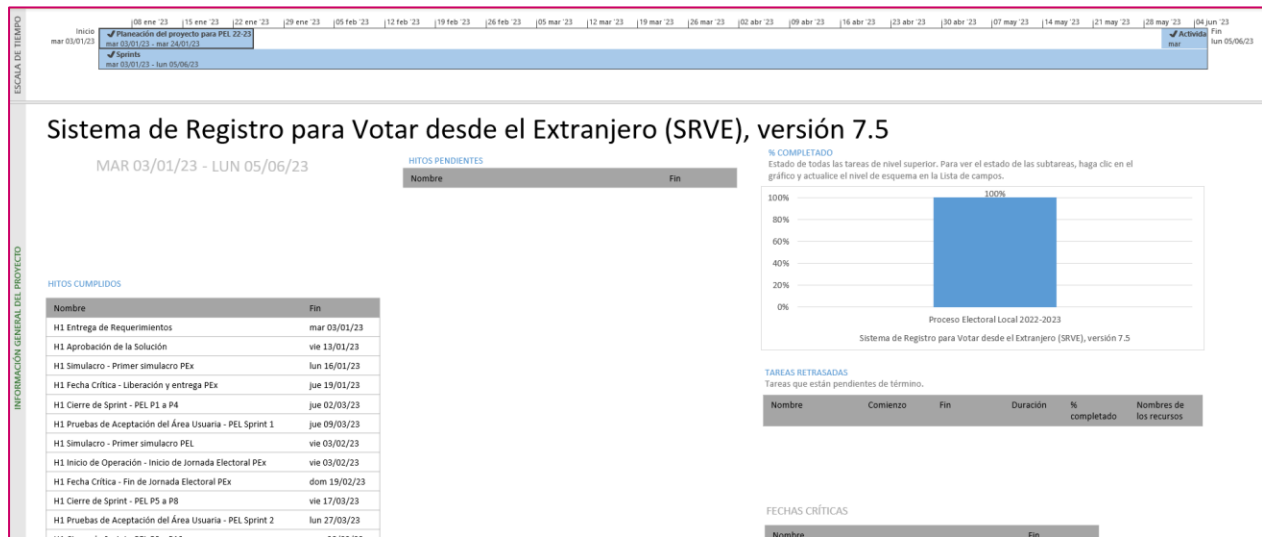 ESCALA DE TIEMPO
08 ene '23 15 ene '23 22 ene '23 29 ene '23 05 feb '23 12 feb '23 19 feb '23 26 feb '23 05 mar '23 12 mar '23 19 mar '23 26 mar '23 02 abr '23 09 abr '23 16 abr '23 23 abr '23 30 abr '23 07 may '23 14 may '23 21 may '23 28 may '23 04 jun '23
Inicio
mar 03/01/23
Planeación del proyecto para PEL 22-23
mar 03/01/23 - mar 24/01/23
Activida
mar
Fin
lun 05/06/23
Sprints
mar 03/01/23 - lun 05/06/23
INFORMACIÓN GENERAL DEL PROYECTO
Sistema de Registro para Votar desde el Extranjero (SRVE), versión 7.5
MAR 03/01/23 - LUN 05/06/23
HITOS PENDIENTES
Nombre Fin
% COMPLETADO
Estado de todas las tareas de nivel superior. Para ver el estado de las subtareas, haga clic en el
gráfico y actualice el nivel de esquema en la Lista de campos.
100%
100%
80%
60%
40%
20%
0%
Proceso Electoral Local 2022-2023
Sistema de Registro para Votar desde el Extranjero (SRVE), versión 7.5
HITOS CUMPLIDOS
Nombre Fin
H1 Entrega de Requerimientos mar 03/01/23
H1 Aprobación de la Solución vie 13/01/23
H1 Simulacro - Primer simulacro PEx lun 16/01/23
H1 Fecha Crítica - Liberación y entrega PEx jue 19/01/23
H1 Cierre de Sprint - PEL P1 a P4 jue 02/03/23
H1 Pruebas de Aceptación del Área Usuaria - PEL Sprint 1 jue 09/03/23
H1 Simulacro - Primer simulacro PEL vie 03/02/23
H1 Inicio de Operación - Inicio de Jornada Electoral PEx vie 03/02/23
H1 Fecha Crítica - Fin de Jornada Electoral PEx dom 19/02/23
H1 Cierre de Sprint - PEL P5 a P8 vie 17/03/23
H1 Pruebas de Aceptación del Área Usuaria - PEL Sprint 2 lun 27/03/23
TAREAS RETRASADAS
Tareas que están pendientes de término.
Nombre Comienzo Fin Duración % completado Nombres de los recursos
FECHAS CRÍTICAS
Nombre Fin